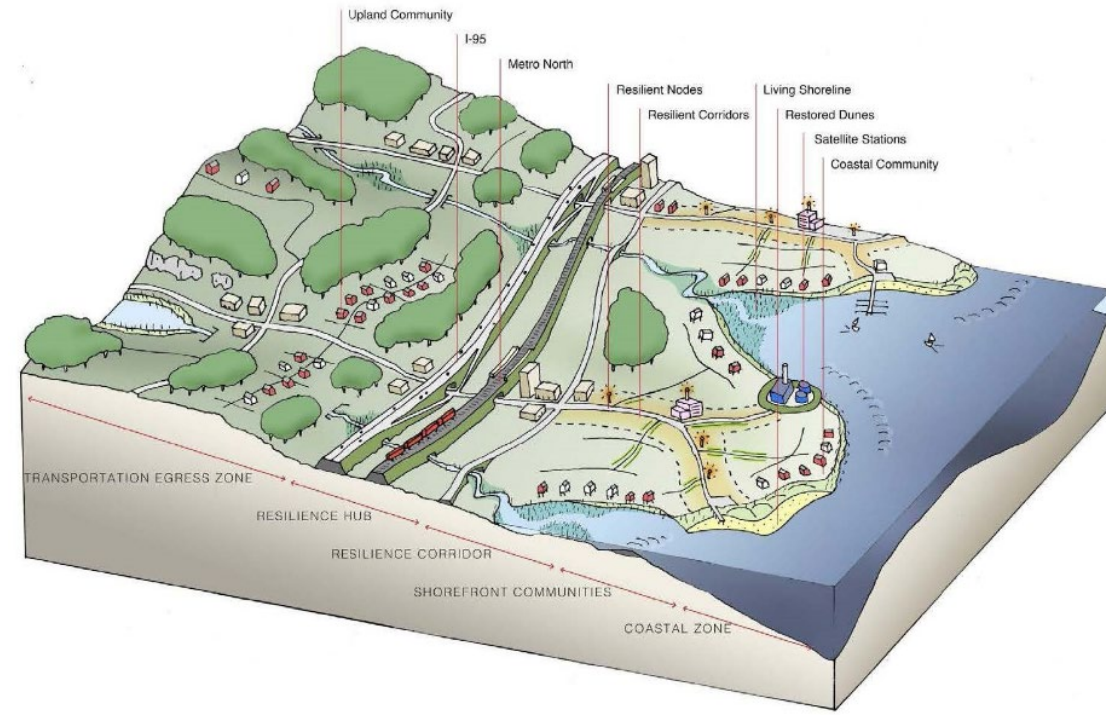 Upland Community
I-95
Metro North
Resilient Nodes
Living Shoreline
Resilient Corridors
Restored Dunes
Satellite Stations
Coastal Community
TRANSPORTATION EGRESS ZONE
RESILIENCE HUB
RESILIENCE CORRIDOR
SHOREFRONT COMMUNITIES
COASTAL ZONE